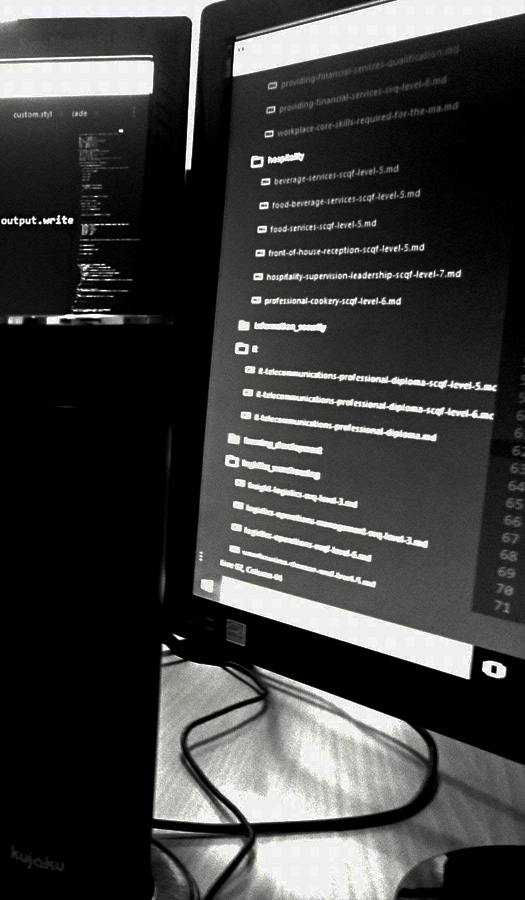 custom.styl jade
output.write
providing-financial-services-qualification.md
providing-financial-services-svq-level-6.md
workplace-core-skills-required-for-the-ma.md
hospitality
beverage-services-scqf-level-5.md
food-beverage-services-scqf-level-5.md
food-services-scqf-level-5.md
front-of-house-reception-scqf-level-5.md
hospitality-supervision-leadership-scqf-level-7.md
professional-cookery-scqf-level-6.md
information_security
it
it-telecommunications-professional-diploma-scqf-level-5.mc
it-telecommunications-professional-diploma-scqf-level-6.mc
it-telecommunications-professional-diploma.md
learning_development
logistics_warehousing
freight-logistics-svq-level-3.md
logistics-operations-management-svq-level-3.md
logistics-operations-svq-level-6.md
62
63
64
65
66
67
68
69
70
71
kujaku